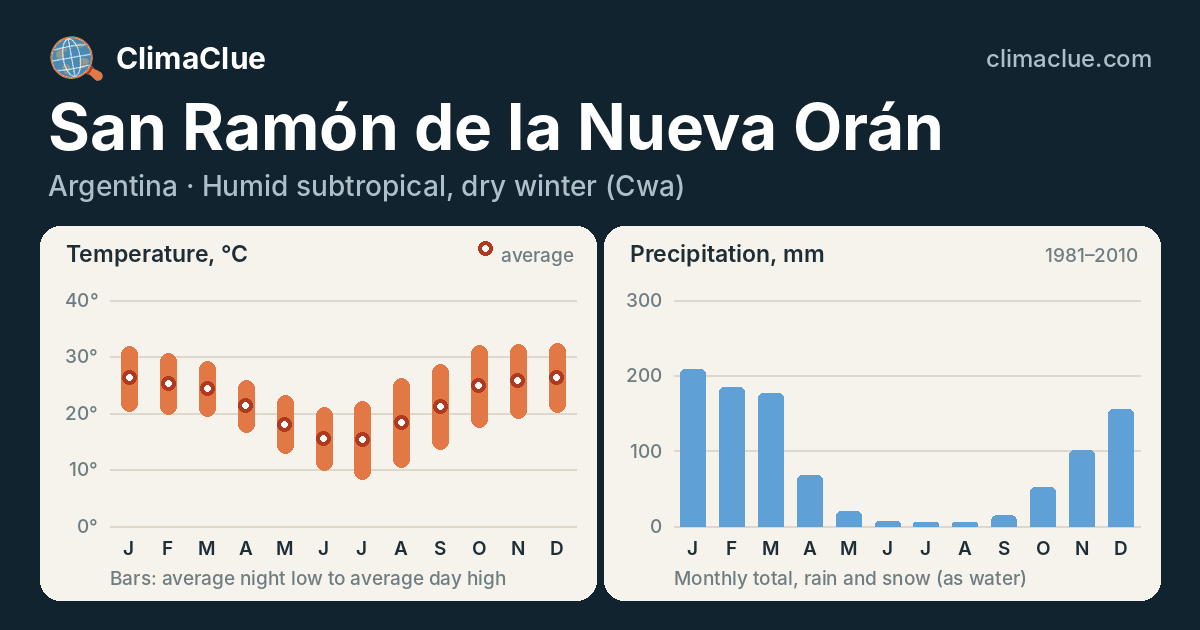 ClimaClue
climaclue.com
San Ramón de la Nueva Orán
Argentina · Humid subtropical, dry winter (Cwa)
Temperature, °C
average
40°
30°
20°
10°
0°
J F M A M J J A S O N D
Bars: average night low to average day high
Precipitation, mm
1981–2010
300
200
100
0
J F M A M J J A S O N D
Monthly total, rain and snow (as water)